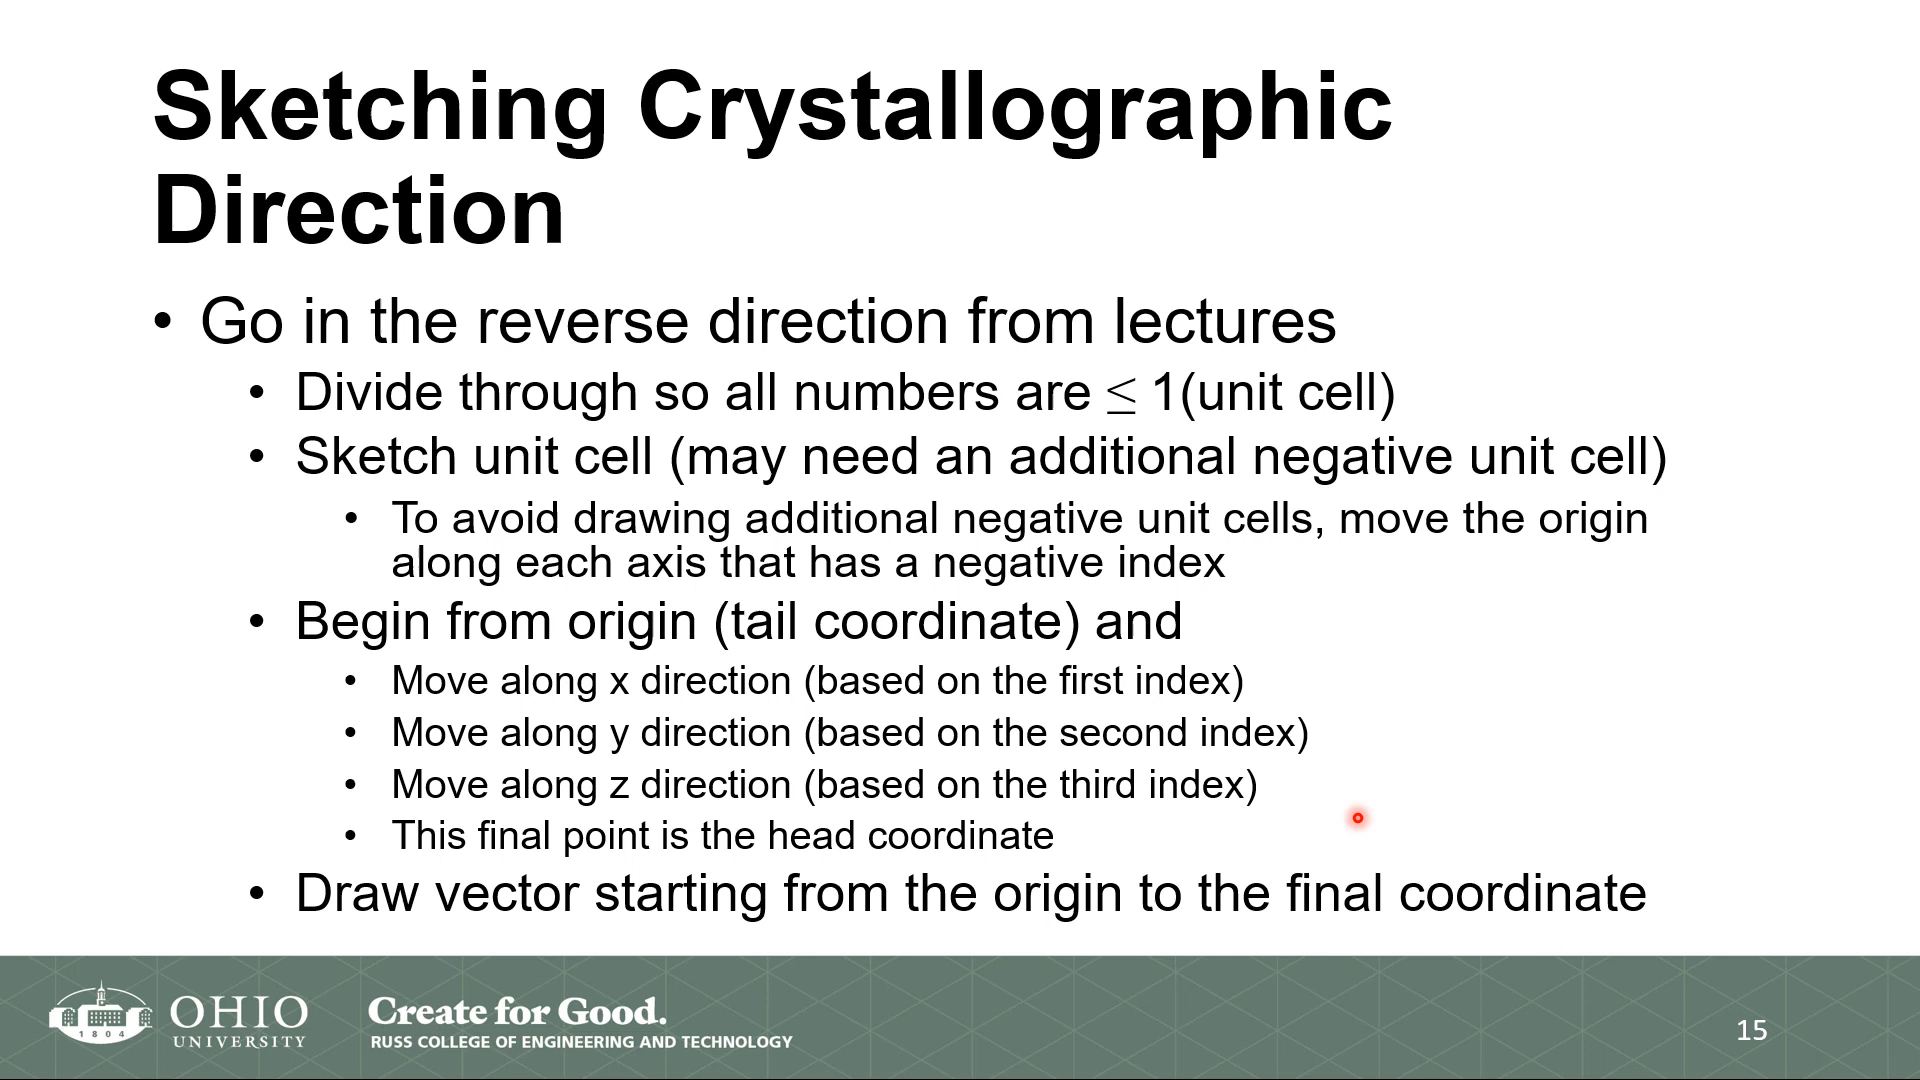 Sketching Crystallographic
Direction
• Go in the reverse direction from lectures
• Divide through so all numbers are ≤ 1(unit cell)
• Sketch unit cell (may need an additional negative unit cell)
• To avoid drawing additional negative unit cells, move the origin
along each axis that has a negative index
• Begin from origin (tail coordinate) and
• Move along x direction (based on the first index)
• Move along y direction (based on the second index)
• Move along z direction (based on the third index)
• This final point is the head coordinate
• Draw vector starting from the origin to the final coordinate
1804
OHIO
UNIVERSITY
Create for Good.
RUSS COLLEGE OF ENGINEERING AND TECHNOLOGY
15